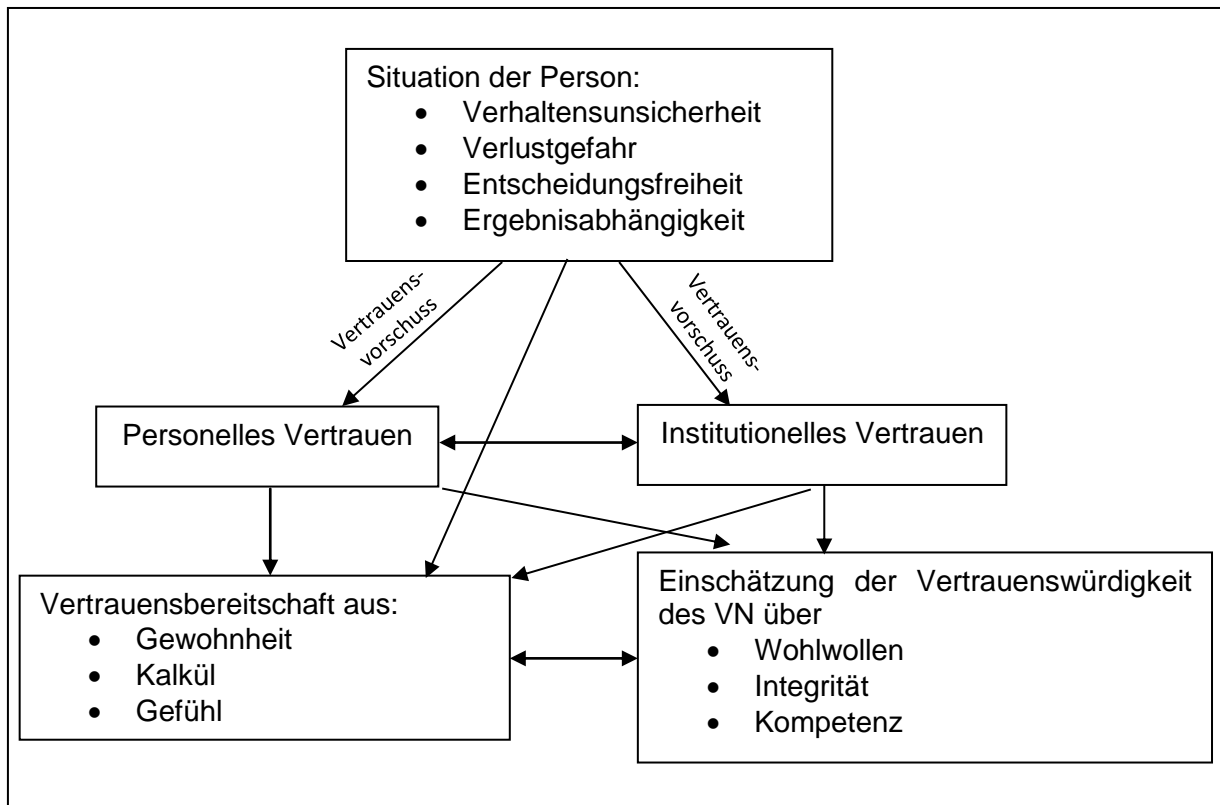 Situation der Person:
• Verhaltensunsicherheit
• Verlustgefahr
• Entscheidungsfreiheit
• Ergebnisabhängigkeit
Vertrauens-
vorschuss
Vertrauens-
vorschuss
Personelles Vertrauen
Institutionelles Vertrauen
Vertrauensbereitschaft aus:
• Gewohnheit
• Kalkül
• Gefühl
Einschätzung der Vertrauenswürdigkeit
des VN über
• Wohlwollen
• Integrität
• Kompetenz